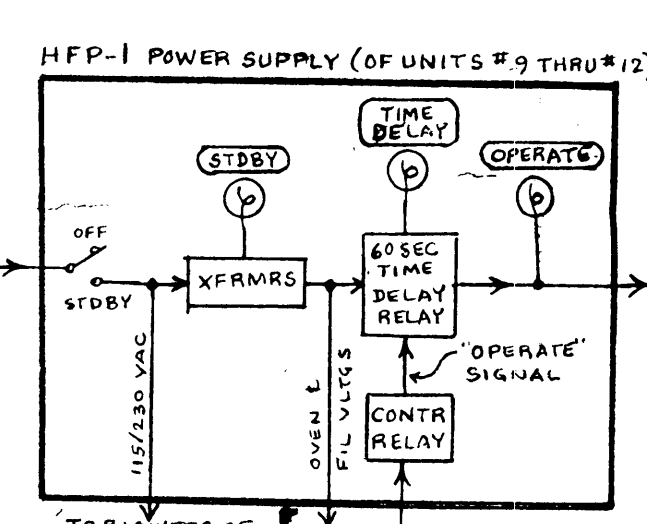 HFP-1 POWER SUPPLY (OF UNITS #9 THRU #12)
TIME
DELAY
STDBY
OPERATE
OFF
STDBY
XFRMRS
60 SEC
TIME
DELAY
RELAY
115/230 VAC
OVEN &
FIL VLTGS
"OPERATE"
SIGNAL
CONTR
RELAY